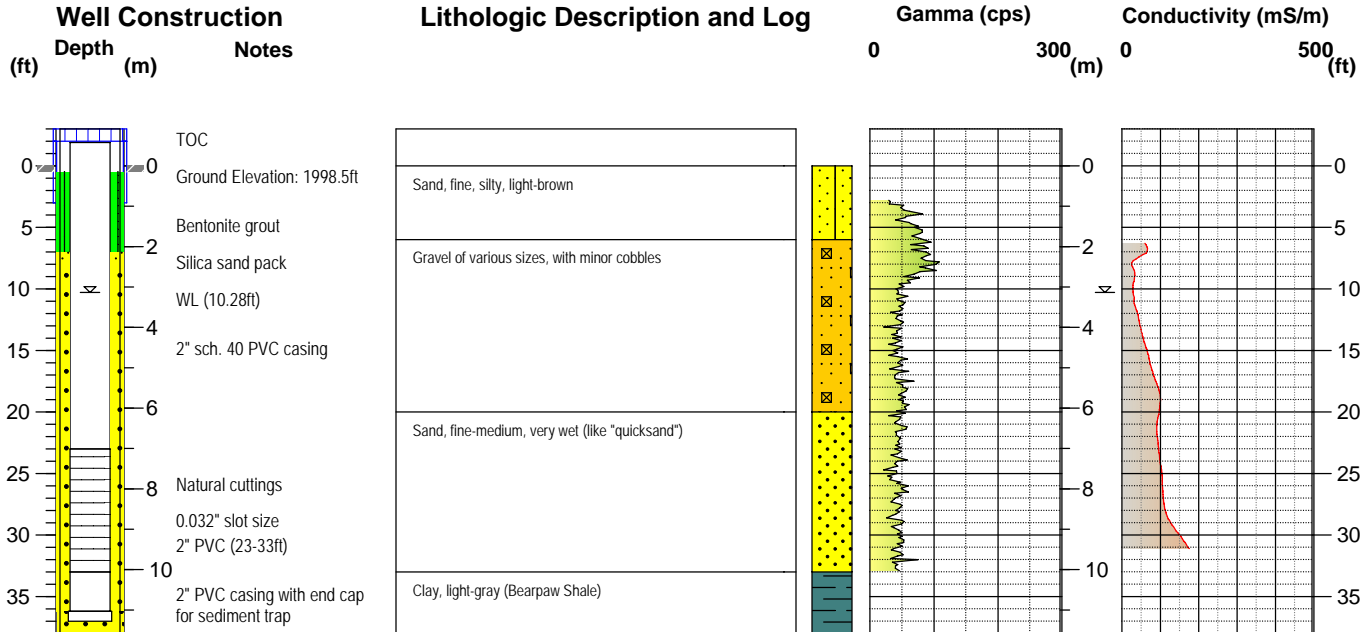 Well Construction
Lithologic Description and Log
Gamma (cps)
Conductivity (mS/m)
Depth
Notes
0 300
0 500
(ft) (m)
(m)
(ft)
TOC
0 0
Ground Elevation: 1998.5ft
Sand, fine, silty, light-brown
0
0
5
Bentonite grout
5
2
Silica sand pack
Gravel of various sizes, with minor cobbles
2
10
WL (10.28ft)
10
4
4
15
2" sch. 40 PVC casing
15
6
6
20
Sand, fine-medium, very wet (like "quicksand")
20
25
25
8
Natural cuttings
8
0.032" slot size
30
2" PVC (23-33ft)
30
10
10
35
2" PVC casing with end cap
for sediment trap
Clay, light-gray (Bearpaw Shale)
35